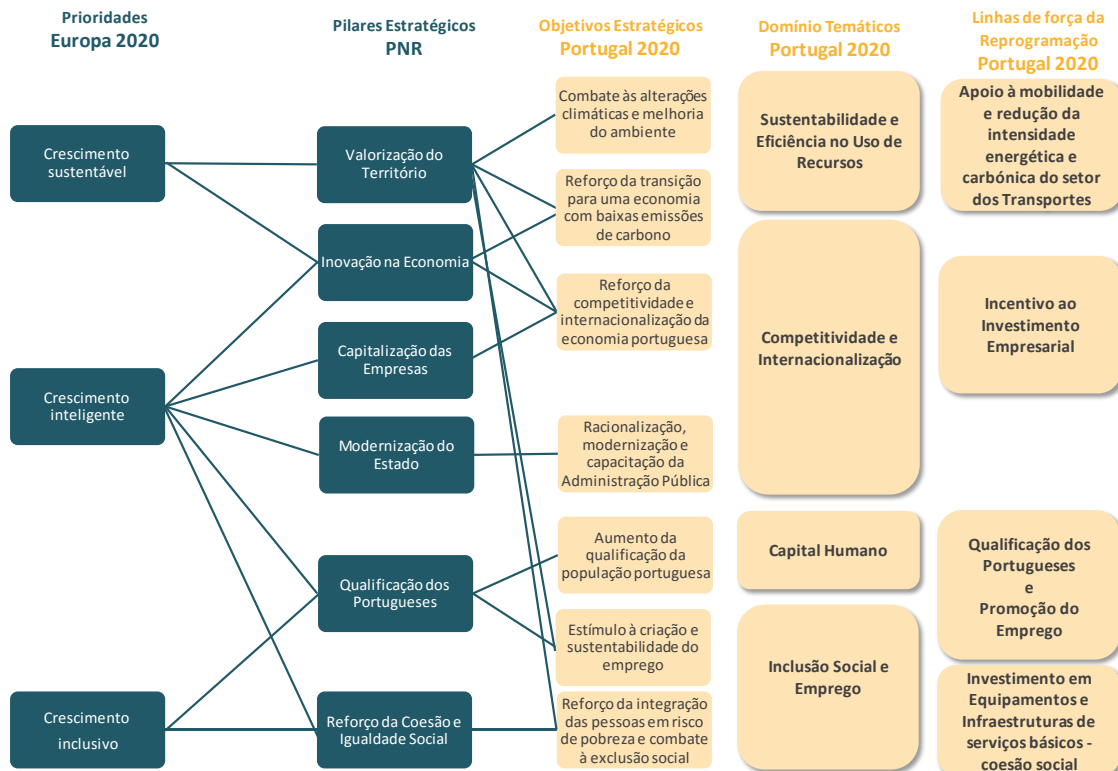 Prioridades
Europa 2020
Pilares Estratégicos
PNR
Objetivos Estratégicos
Portugal 2020
Domínio Temáticos
Portugal 2020
Linhas de força da
Reprogramação
Portugal 2020
Crescimento
sustentável
Crescimento
inteligente
Crescimento
inclusivo
Valorização do
Território
Inovação na Economia
Capitalização das
Empresas
Modernização do
Estado
Qualificação dos
Portugueses
Reforço da Coesão e
Igualdade Social
Combate às alterações
climáticas e melhoria
do ambiente
Reforço da transição
para uma economia
com baixas emissões
de carbono
Reforço da
competitividade e
internacionalização da
economia portuguesa
Racionalização,
modernização e
capacitação da
Administração Pública
Aumento da
qualificação da
população portuguesa
Estímulo à criação e
sustentabilidade do
emprego
Reforço da integração
das pessoas em risco
de pobreza e combate
à exclusão social
Sustentabilidade e
Eficiência no Uso de
Recursos
Competitividade e
Internacionalização
Capital Humano
Inclusão Social e
Emprego
Apoio à mobilidade
e redução da
intensidade
energética e
carbónica do setor
dos Transportes
Incentivo ao
Investimento
Empresarial
Qualificação dos
Portugueses
e
Promoção do
Emprego
Investimento em
Equipamentos e
Infraestruturas de
serviços básicos -
coesão social